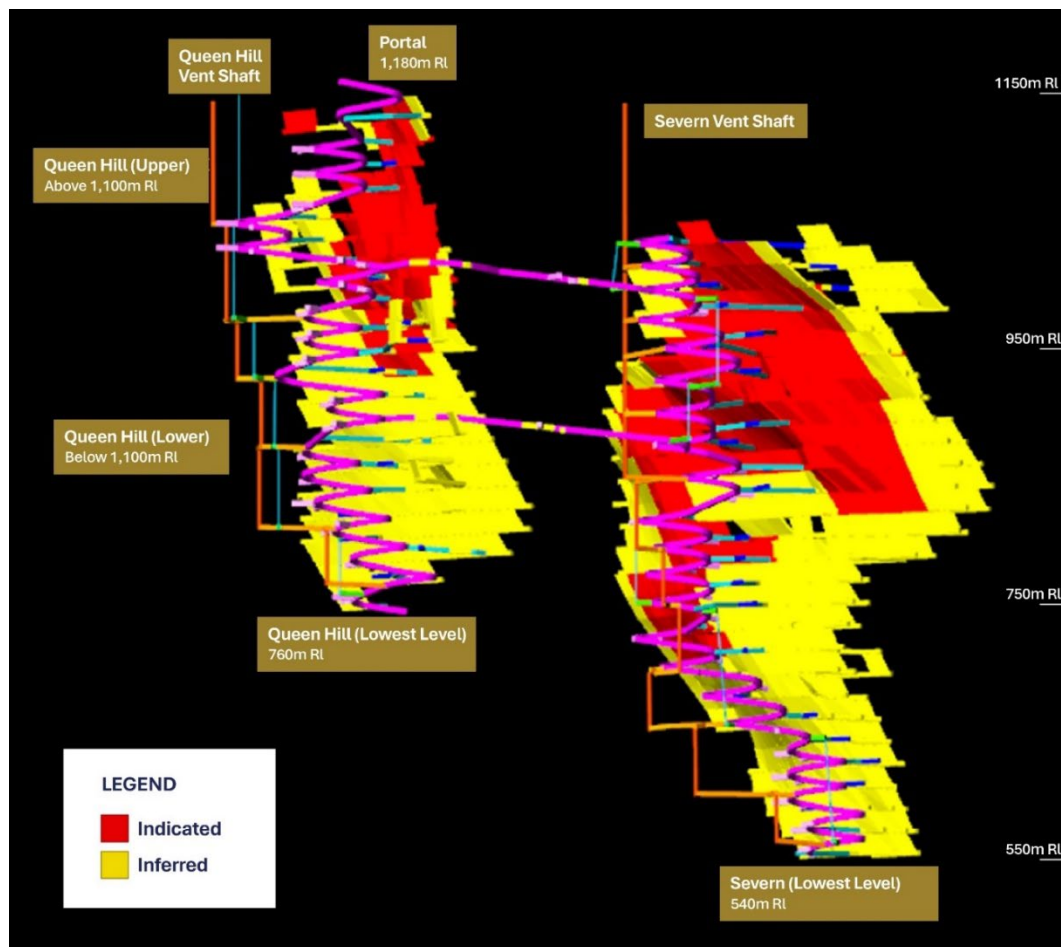 Portal
1,180m Rl
Queen Hill
Vent Shaft
1150m Rl
Severn Vent Shaft
Queen Hill (Upper)
Above 1,100m Rl
950m Rl
Queen Hill (Lower)
Below 1,100m Rl
750m Rl
Queen Hill (Lowest Level)
760m Rl
LEGEND
Indicated
Inferred
550m Rl
Severn (Lowest Level)
540m Rl